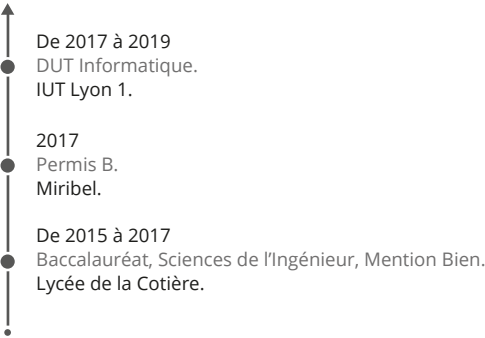 De 2017 à 2019
DUT Informatique.
IUT Lyon 1.
2017
Permis B.
Miribel.
De 2015 à 2017
Baccalauréat, Sciences de l'Ingénieur, Mention Bien.
Lycée de la Cotière.